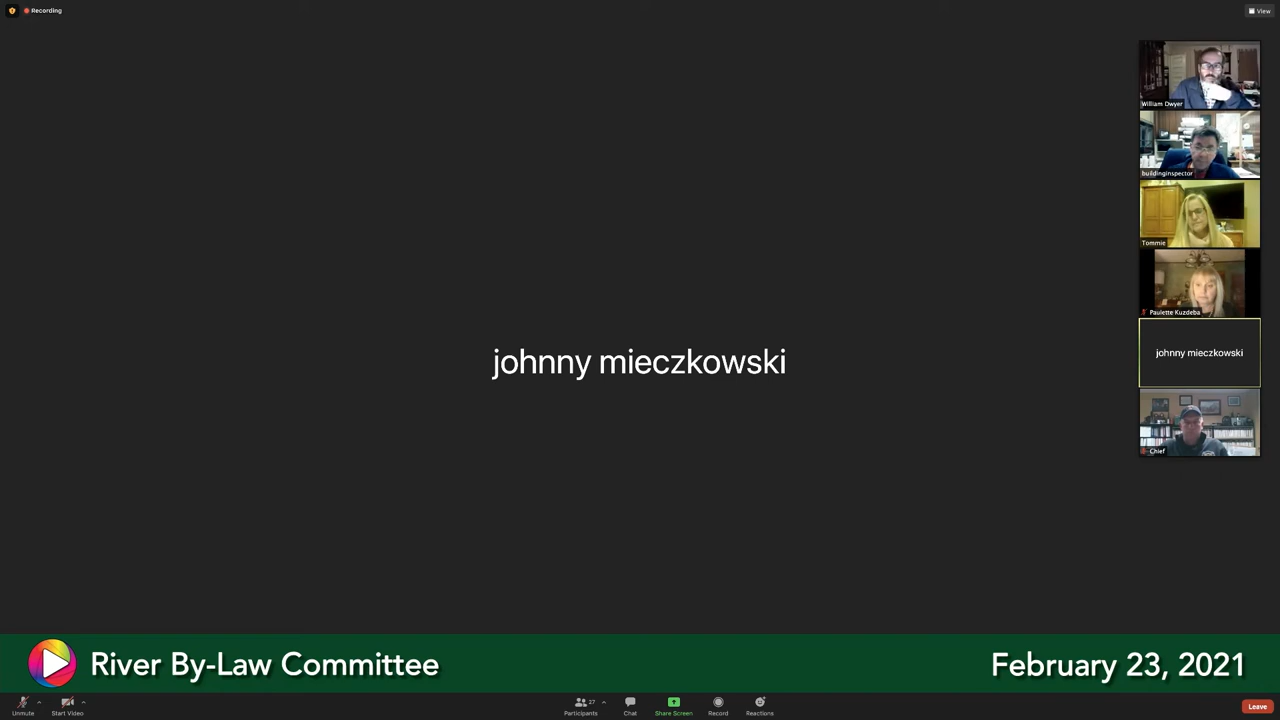 Recording
View
William Dwyer
buildinginspector
Tommie
Paulette Kuzdeba
johnny mieczkowski
johnny mieczkowski
Chief
River By-Law Committee
February 23, 2021
Unmute
Start Video
27
Participants
Chat
Share Screen
Record
Reactions
Leave